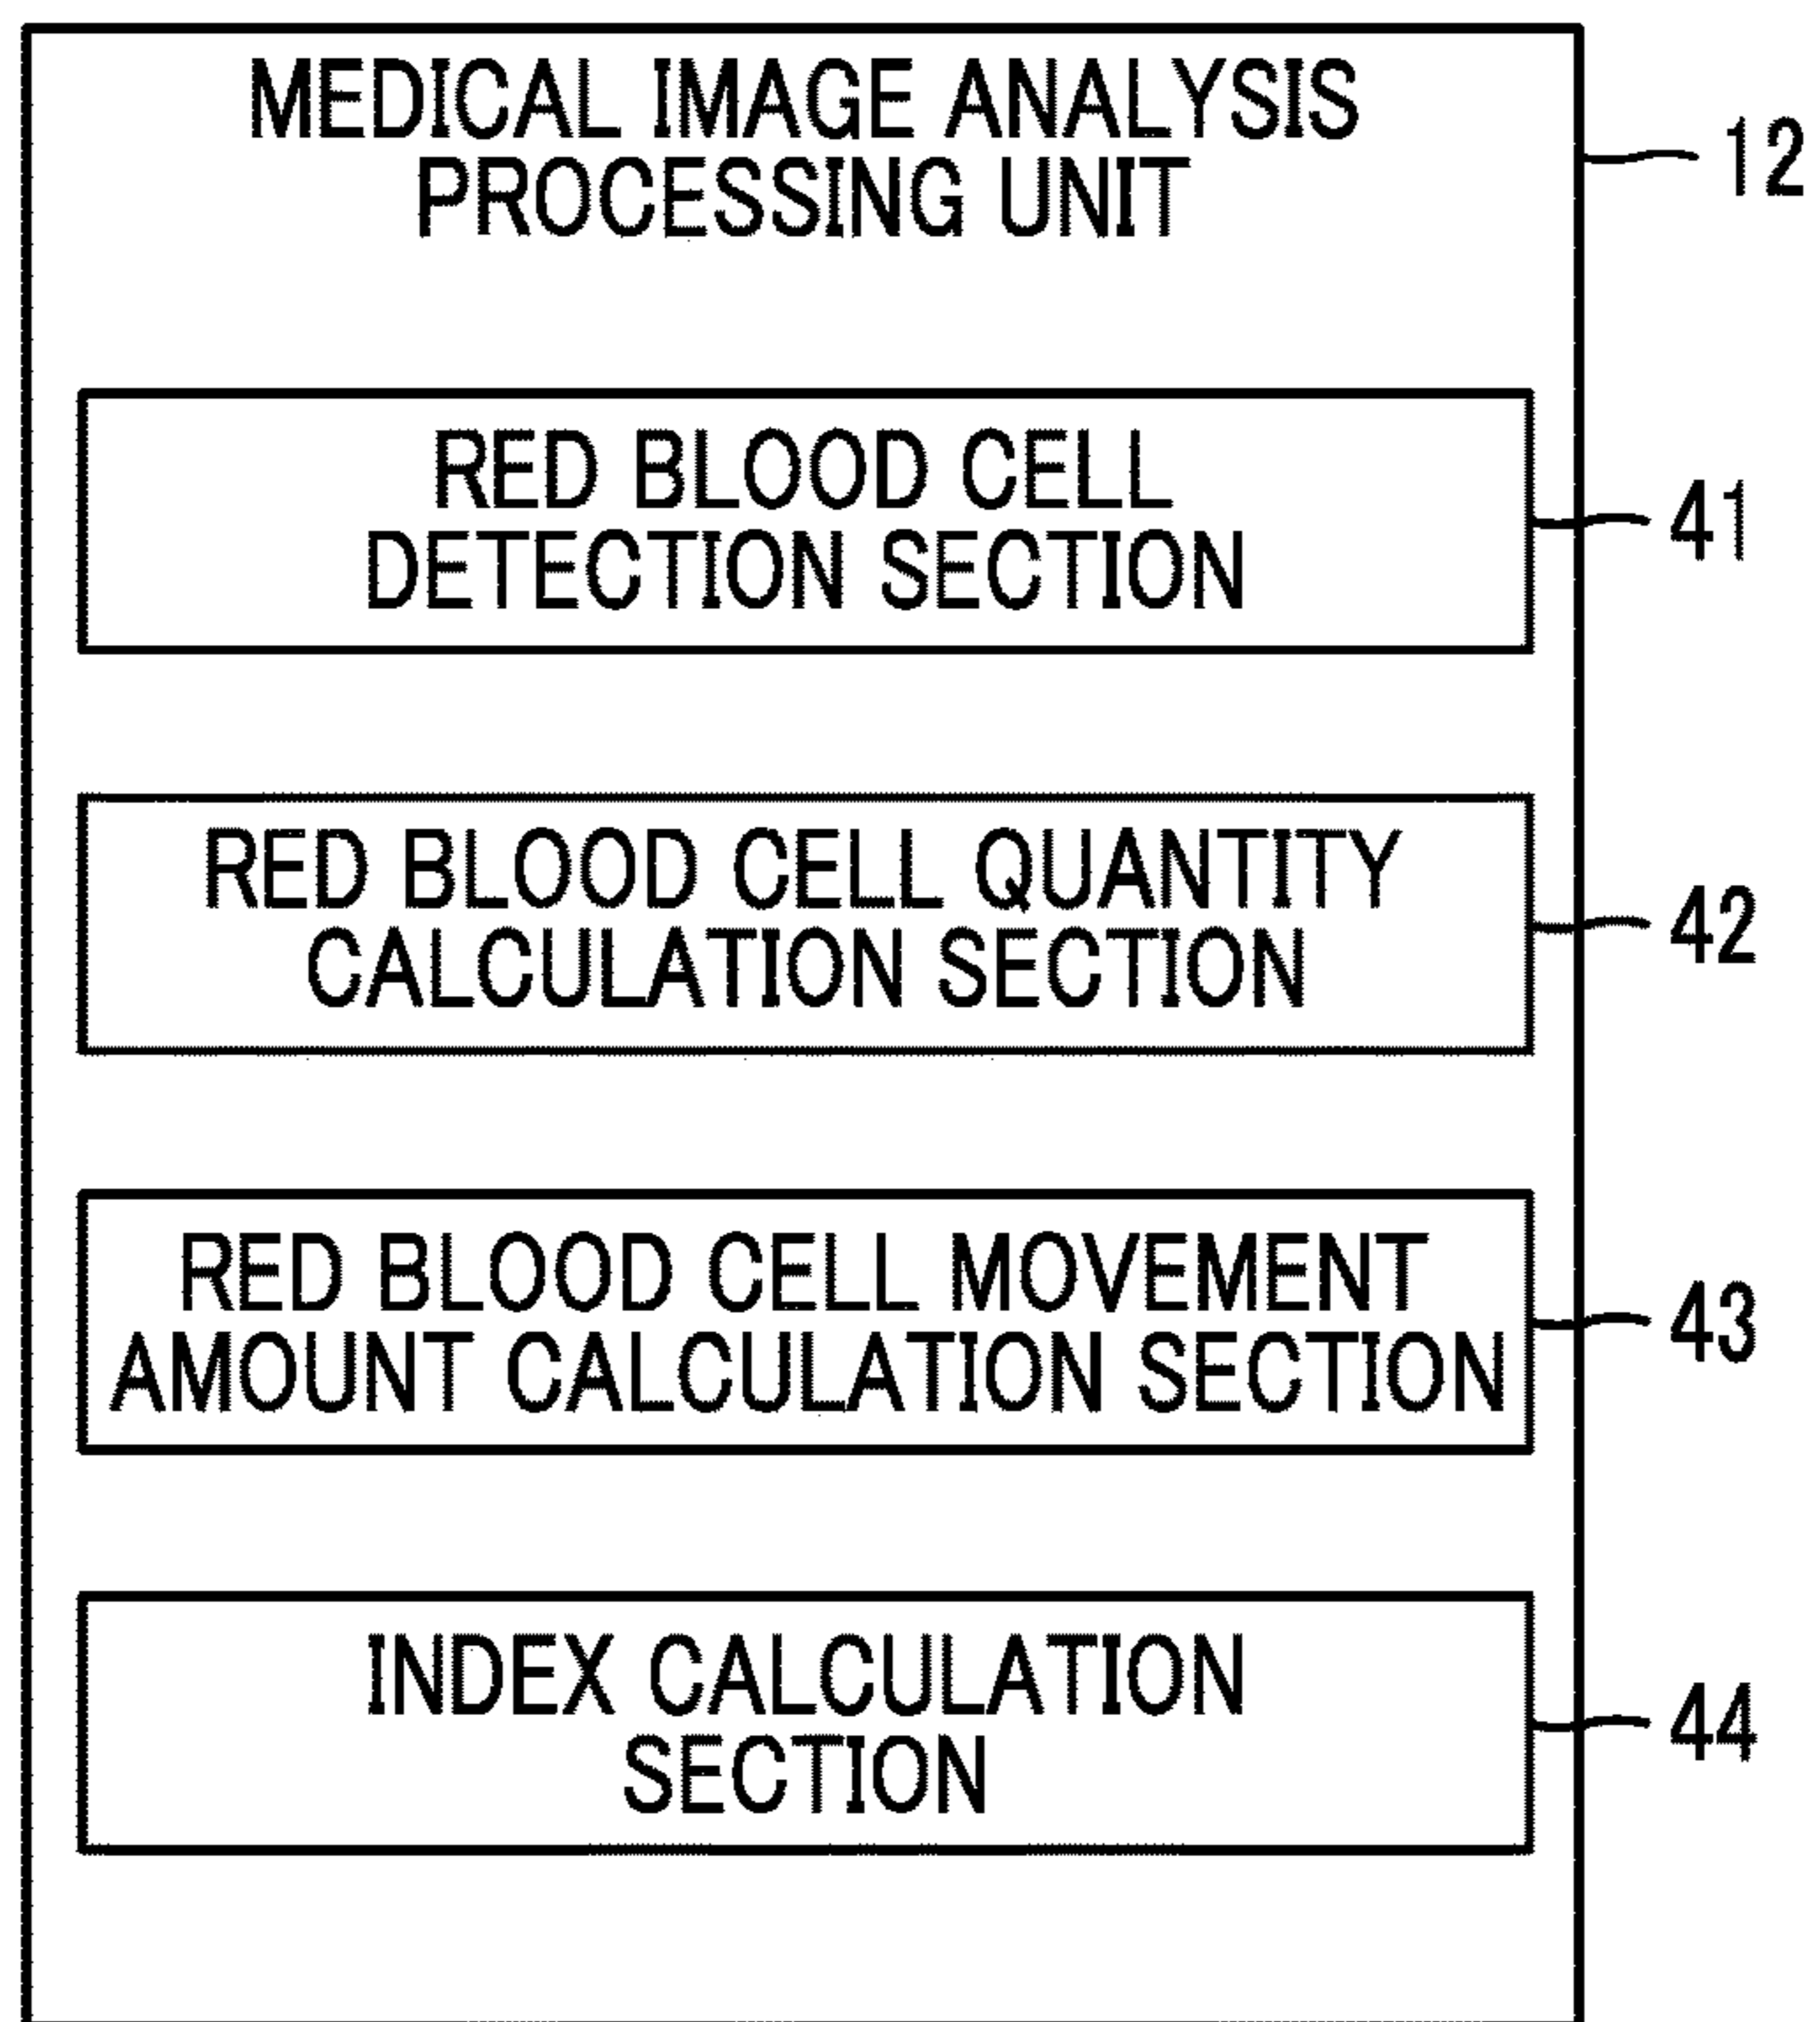 MEDICAL IMAGE ANALYSIS
PROCESSING UNIT
12
RED BLOOD CELL
DETECTION SECTION
41
RED BLOOD CELL QUANTITY
CALCULATION SECTION
42
RED BLOOD CELL MOVEMENT
AMOUNT CALCULATION SECTION
43
INDEX CALCULATION
SECTION
44